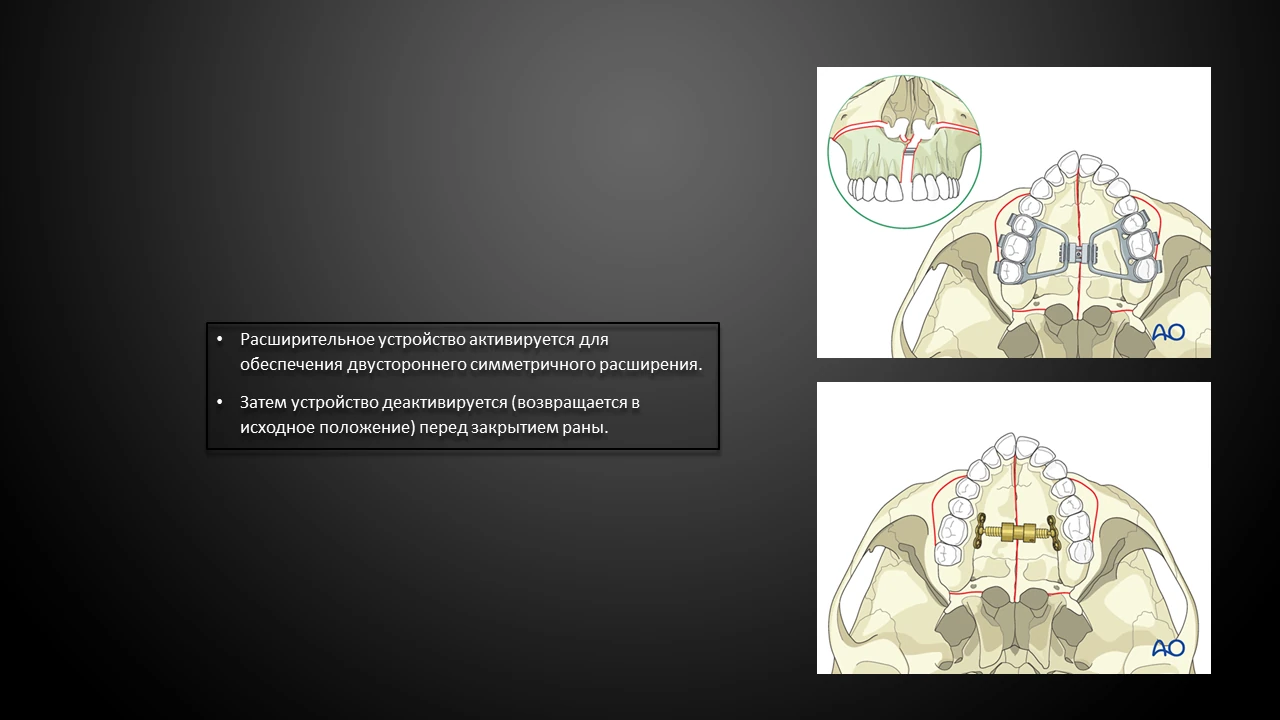 • Расширительное устройство активируется для
обеспечения двустороннего симметричного расширения.
• Затем устройство деактивируется (возвращается в
исходное положение) перед закрытием раны.
AO
AO